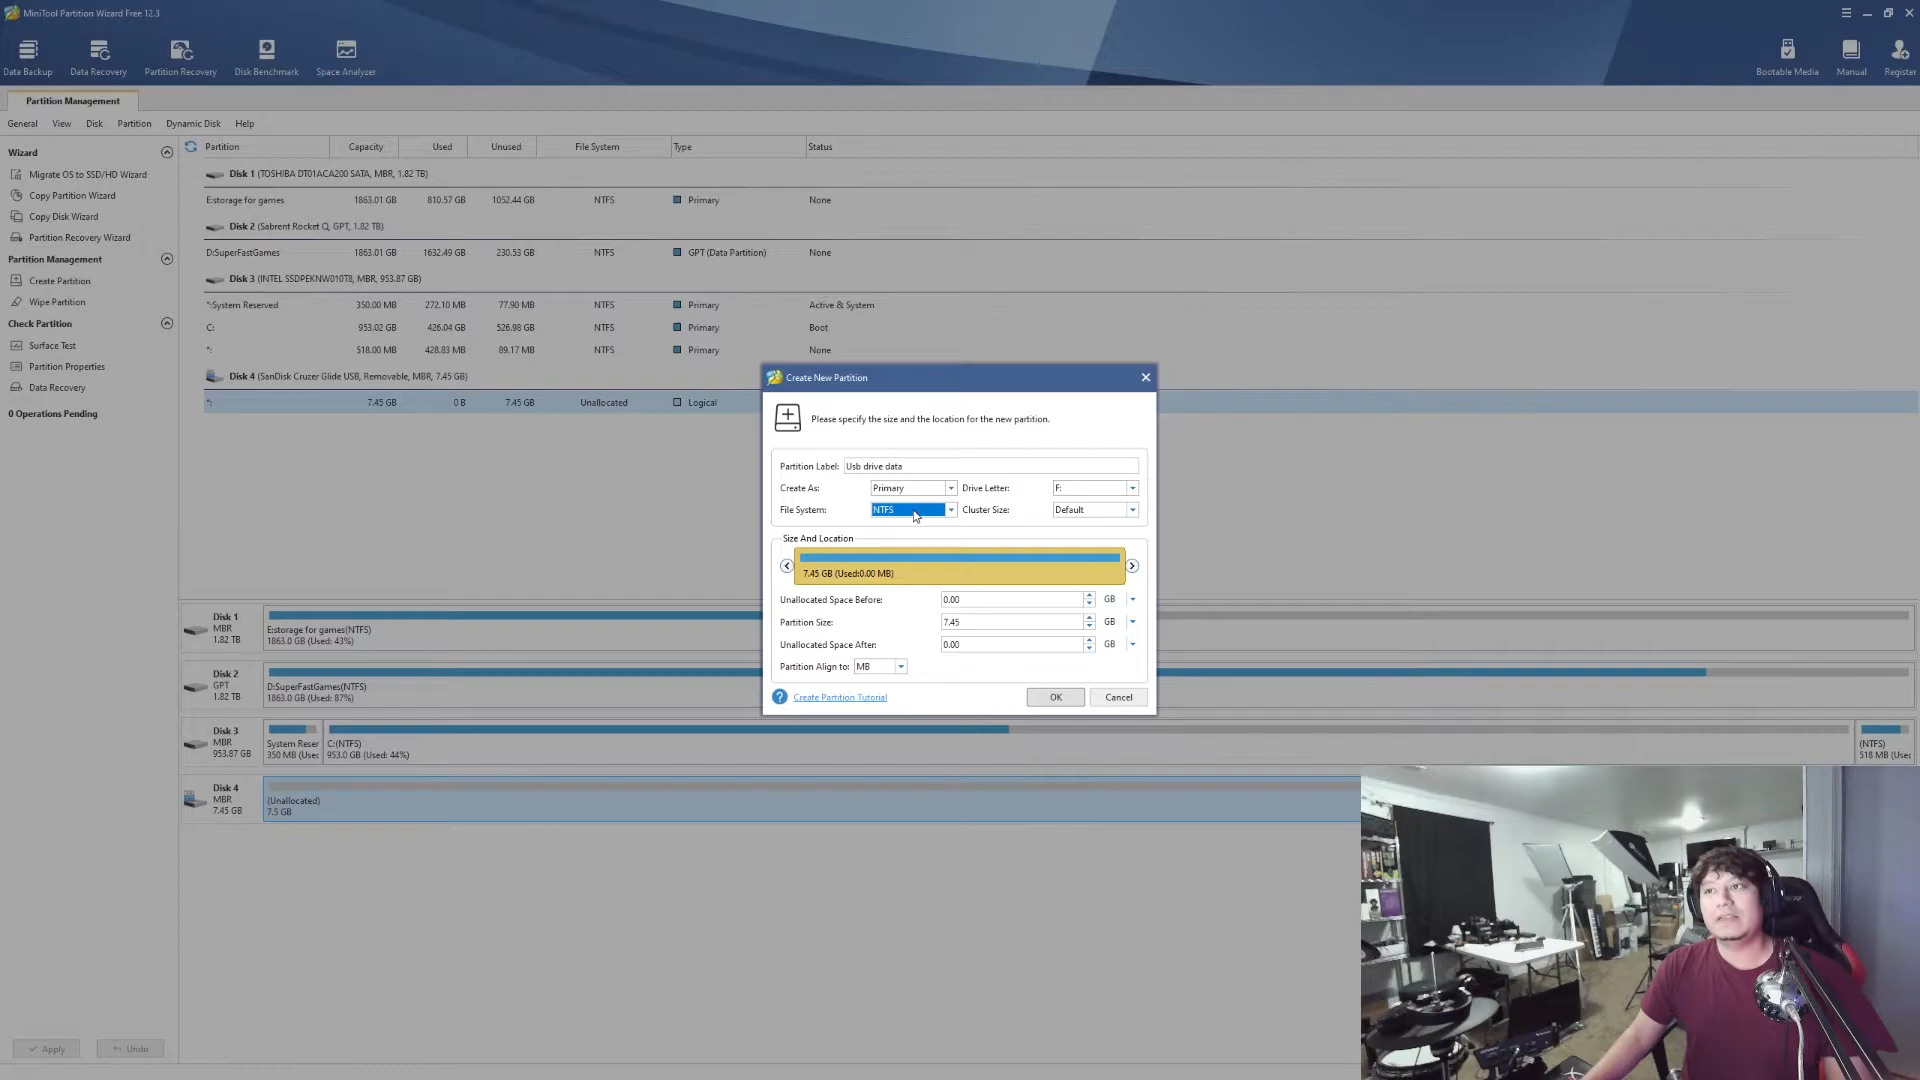 MiniTool Partition Wizard Free 12.3
Data Backup Data Recovery Partition Recovery Disk Benchmark Space Analyzer Bootable Media Manual Register
Partition Management
General View Disk Partition Dynamic Disk Help
Wizard
Migrate OS to SSD/HD Wizard
Copy Partition Wizard
Copy Disk Wizard
Partition Recovery Wizard
Partition Management
Create Partition
Wipe Partition
Check Partition
Surface Test
Partition Properties
Data Recovery
0 Operations Pending
Partition Capacity Used Unused File System Type Status
Disk 1 (TOSHIBA DT01ACA200 SATA, MBR, 1.82 TB)
E:storage for games 1863.01 GB 810.57 GB 1052.44 GB NTFS Primary None
Disk 2 (Sabrent Rocket Q, GPT, 1.82 TB)
D:SuperFastGames 1863.01 GB 1632.49 GB 230.53 GB NTFS GPT (Data Partition) None
Disk 3 (INTEL SSDPEKNW010T8, MBR, 953.87 GB)
*:System Reserved 350.00 MB 272.10 MB 77.90 MB NTFS Primary Active & System
C: 953.02 GB 426.04 GB 526.98 GB NTFS Primary Boot
*: 518.00 MB 428.83 MB 89.17 MB NTFS Primary None
Disk 4 (SanDisk Cruzer Glide USB, Removable, MBR, 7.45 GB)
*: 7.45 GB 0 B 7.45 GB Unallocated Logical
Create New Partition
Please specify the size and the location for the new partition.
Partition Label: Usb drive data
Create As: Primary Drive Letter: F:
File System: NTFS Cluster Size: Default
Size And Location
7.45 GB (Used:0.00 MB)
Unallocated Space Before: 0.00 GB
Partition Size: 7.45 GB
Unallocated Space After: 0.00 GB
Partition Align to: MB
? Create Partition Tutorial OK Cancel
Disk 1
MBR
1.82 TB
E:storage for games(NTFS)
1863.0 GB (Used: 43%)
Disk 2
GPT
1.82 TB
D:SuperFastGames(NTFS)
1863.0 GB (Used: 87%)
Disk 3
MBR
953.87 GB
System Reser
350 MB (Used
C:(NTFS)
953.0 GB (Used: 44%)
(NTFS)
518 MB (Used
Disk 4
MBR
7.45 GB
(Unallocated)
7.5 GB
Apply Undo